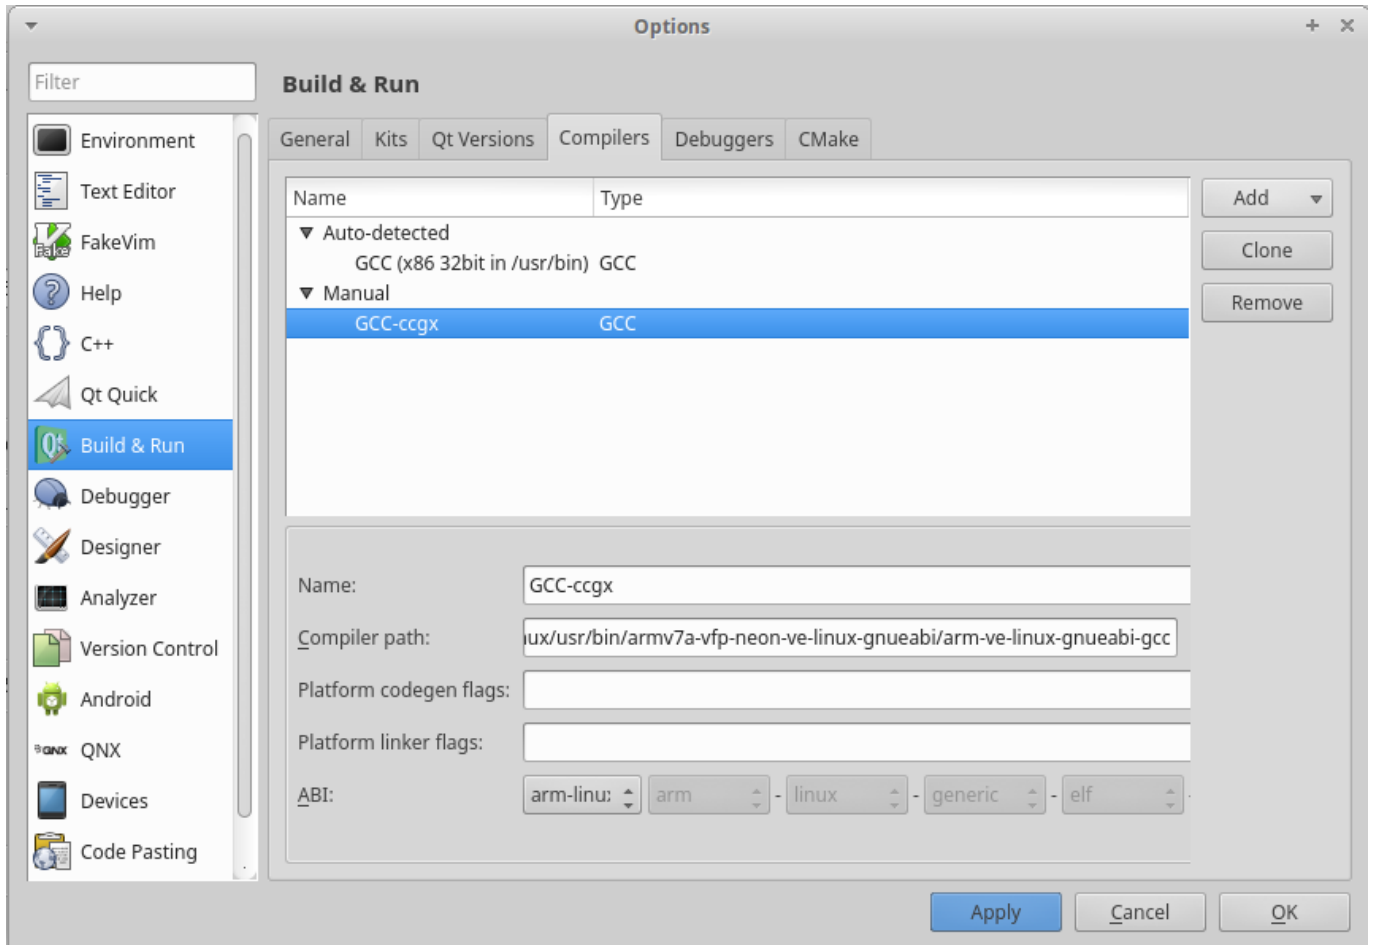 Options
Filter
Build & Run
Environment
Text Editor
FakeVim
Help
C++
Qt Quick
Build & Run
Debugger
Designer
Analyzer
Version Control
Android
QNX
Devices
Code Pasting
General Kits Qt Versions Compilers Debuggers CMake
Name Type
Auto-detected
GCC (x86 32bit in /usr/bin) GCC
Manual
GCC-ccgx GCC
Add
Clone
Remove
Name: GCC-ccgx
Compiler path: ux/usr/bin/armv7a-vfp-neon-ve-linux-gnueabi/arm-ve-linux-gnueabi-gcc
Platform codegen flags:
Platform linker flags:
ABI: arm-linu arm - linux - generic - elf -
Apply Cancel OK